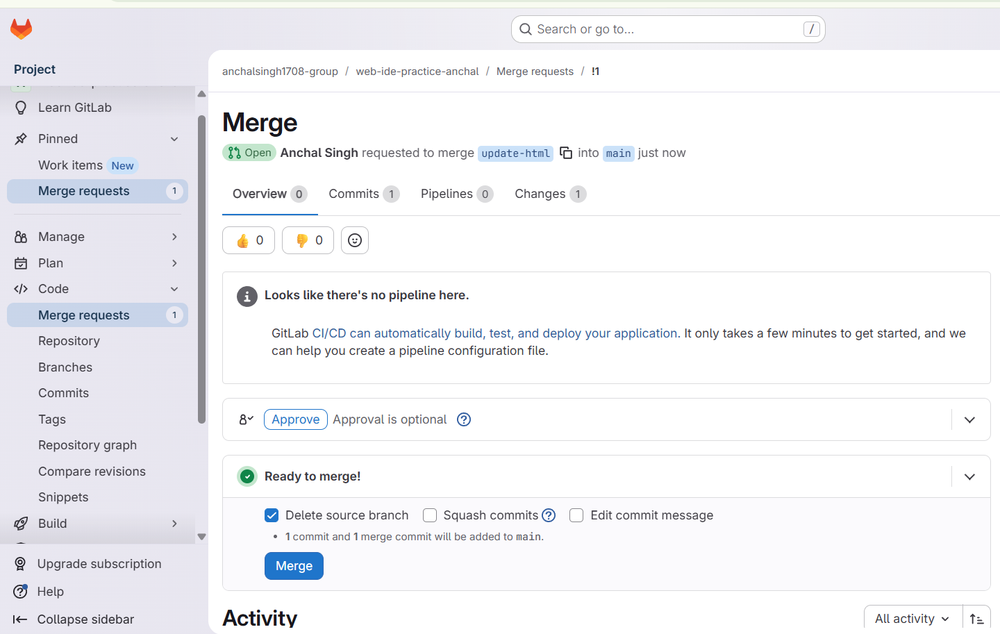 Search or go to...
/
Project
Learn GitLab
Pinned
Work items New
Merge requests 1
Manage
Plan
Code
Merge requests 1
Repository
Branches
Commits
Tags
Repository graph
Compare revisions
Snippets
Build
Upgrade subscription
Help
Collapse sidebar
anchalsingh1708-group / web-ide-practice-anchal / Merge requests / !1
Merge
Open Anchal Singh requested to merge update-html into main just now
Overview 0 Commits 1 Pipelines 0 Changes 1
0 0
Looks like there's no pipeline here.
GitLab CI/CD can automatically build, test, and deploy your application. It only takes a few minutes to get started, and we
can help you create a pipeline configuration file.
Approve Approval is optional
Ready to merge!
Delete source branch Squash commits Edit commit message
• 1 commit and 1 merge commit will be added to main.
Merge
Activity
All activity